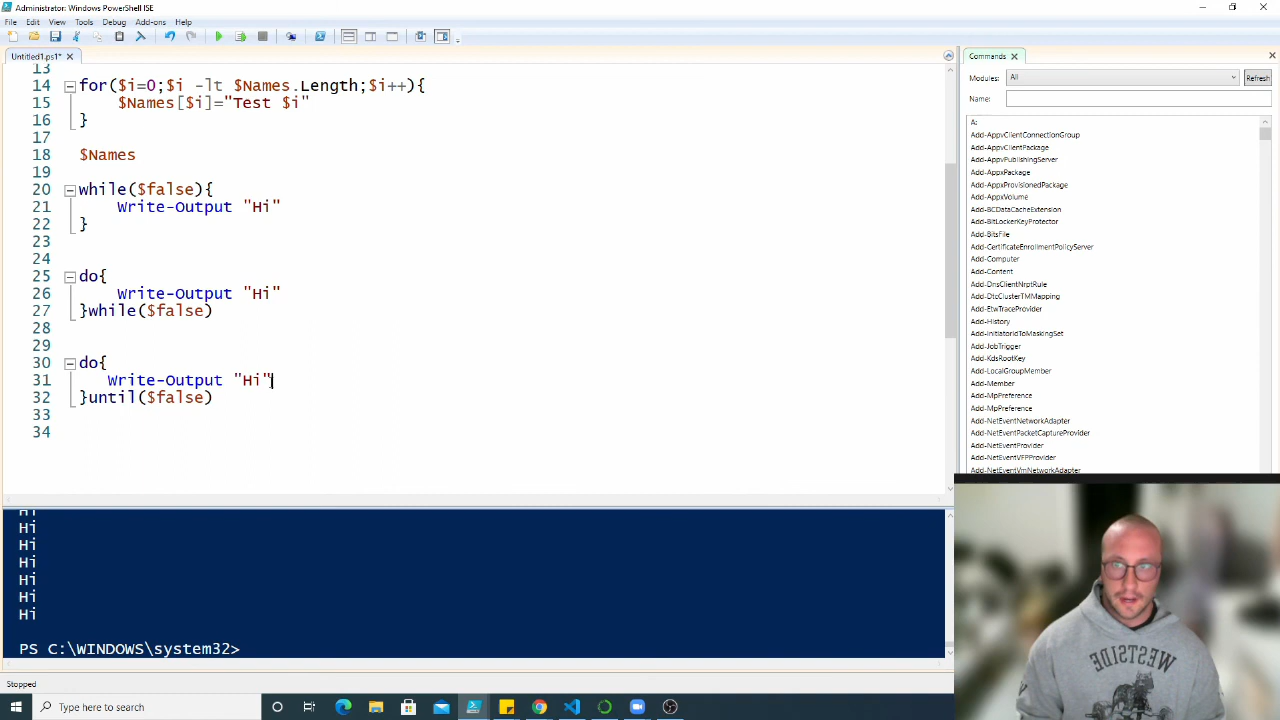 Administrator: Windows PowerShell ISE
File Edit View Tools Debug Add-ons Help
Untitled1.ps1*
13
14 for($i=0;$i -lt $Names.Length;$i++){
15 $Names[$i]="Test $i"
16 }
17
18 $Names
19
20 while($false){
21 Write-Output "Hi"
22 }
23
24
25 do{
26 Write-Output "Hi"
27 }while($false)
28
29
30 do{
31 Write-Output "Hi"
32 }until($false)
33
34
Hi
Hi
Hi
Hi
Hi
Hi
Hi
PS C:\WINDOWS\system32>
Stopped
Type here to search
Commands
Modules: All Refresh
Name:
A:
Add-AppvClientConnectionGroup
Add-AppvClientPackage
Add-AppvPublishingServer
Add-AppxPackage
Add-AppxProvisionedPackage
Add-AppxVolume
Add-BCDataCacheExtension
Add-BitLockerKeyProtector
Add-BitsFile
Add-CertificateEnrollmentPolicyServer
Add-Computer
Add-Content
Add-DnsClientNrptRule
Add-DtcClusterTMMapping
Add-EtwTraceProvider
Add-History
Add-InitiatorIdToMaskingSet
Add-JobTrigger
Add-KdsRootKey
Add-LocalGroupMember
Add-Member
Add-MpPreference
Add-MpPreference
Add-NetEventNetworkAdapter
Add-NetEventPacketCaptureProvider
Add-NetEventProvider
Add-NetEventVFPProvider
Add-NetEventVmNetworkAdapter
WESTSIDE